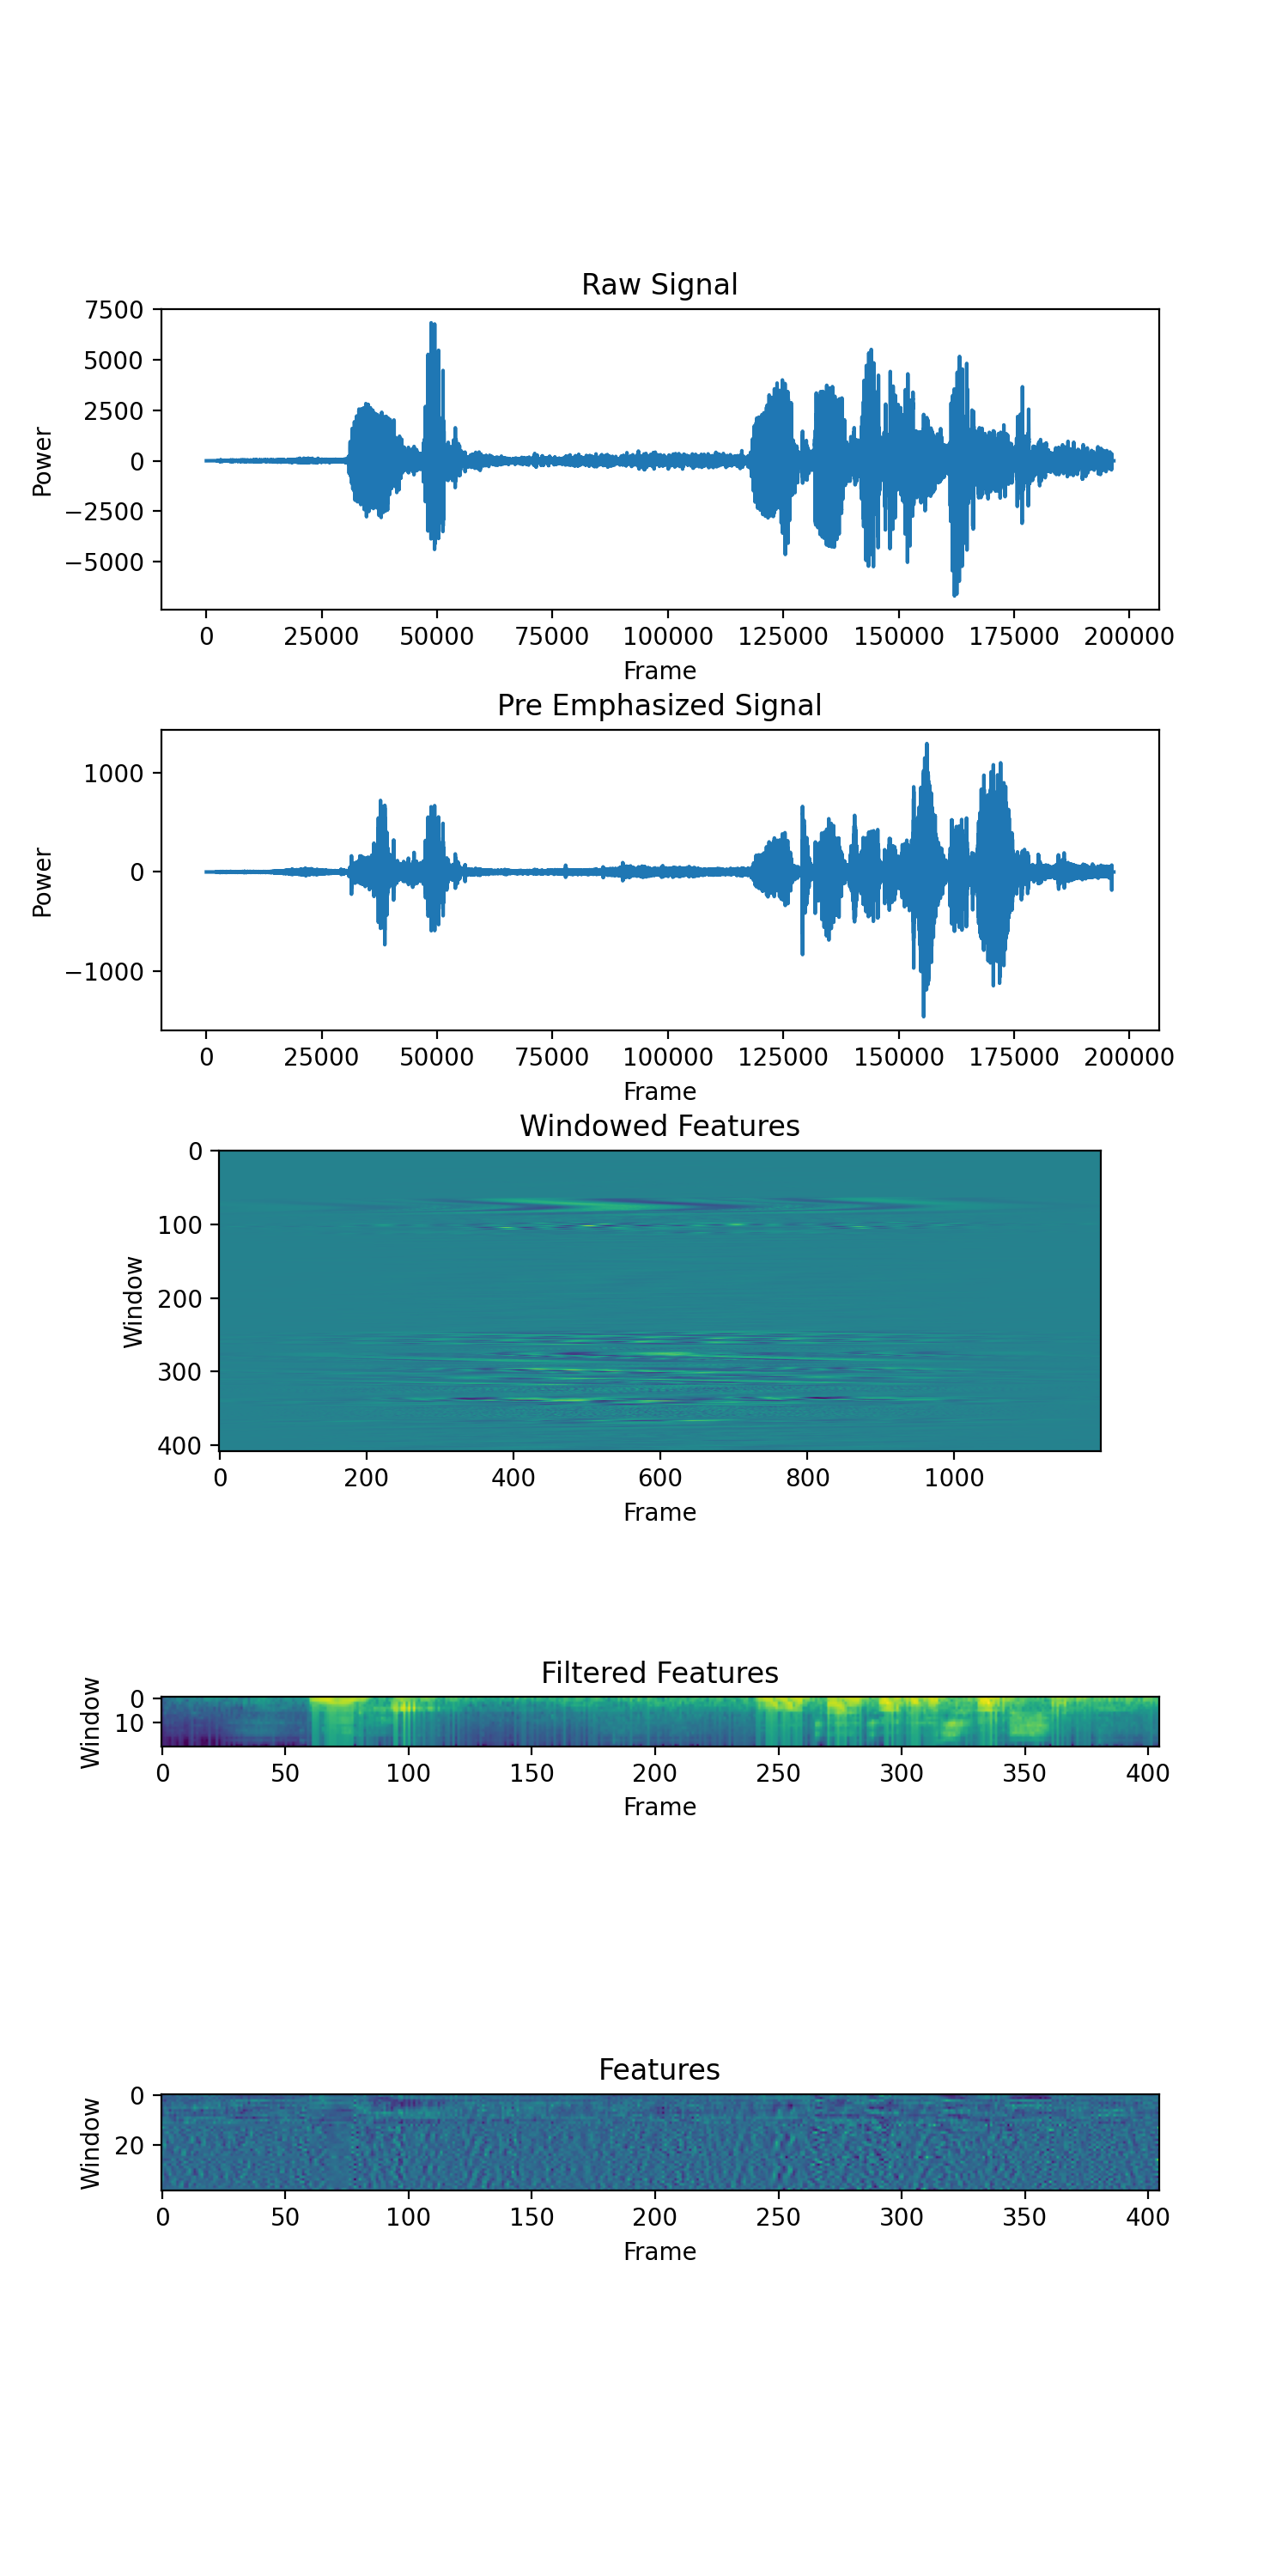 Raw Signal
7500
5000
2500
0
−2500
−5000
Power
0 25000 50000 75000 100000 125000 150000 175000 200000
Frame
Pre Emphasized Signal
1000
0
−1000
Power
0 25000 50000 75000 100000 125000 150000 175000 200000
Frame
Windowed Features
0
100
200
300
400
Window
0 200 400 600 800 1000
Frame
Filtered Features
0
10
Window
0 50 100 150 200 250 300 350 400
Frame
Features
0
20
Window
0 50 100 150 200 250 300 350 400
Frame